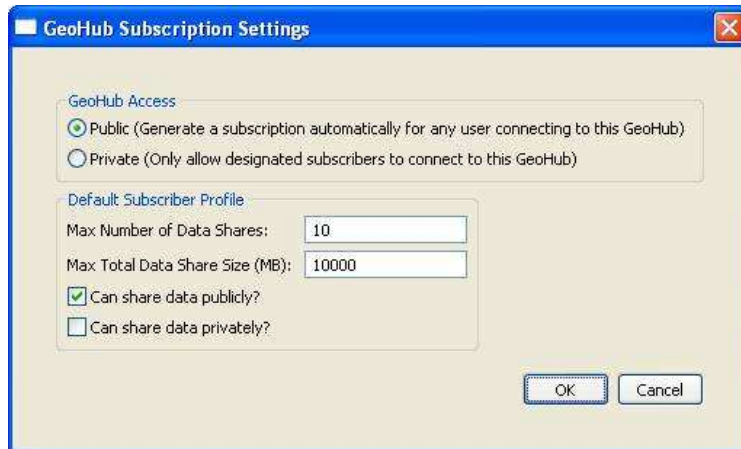 GeoHub Subscription Settings
GeoHub Access
Public (Generate a subscription automatically for any user connecting to this GeoHub)
Private (Only allow designated subscribers to connect to this GeoHub)
Default Subscriber Profile
Max Number of Data Shares: 10
Max Total Data Share Size (MB): 10000
Can share data publicly?
Can share data privately?
OK Cancel